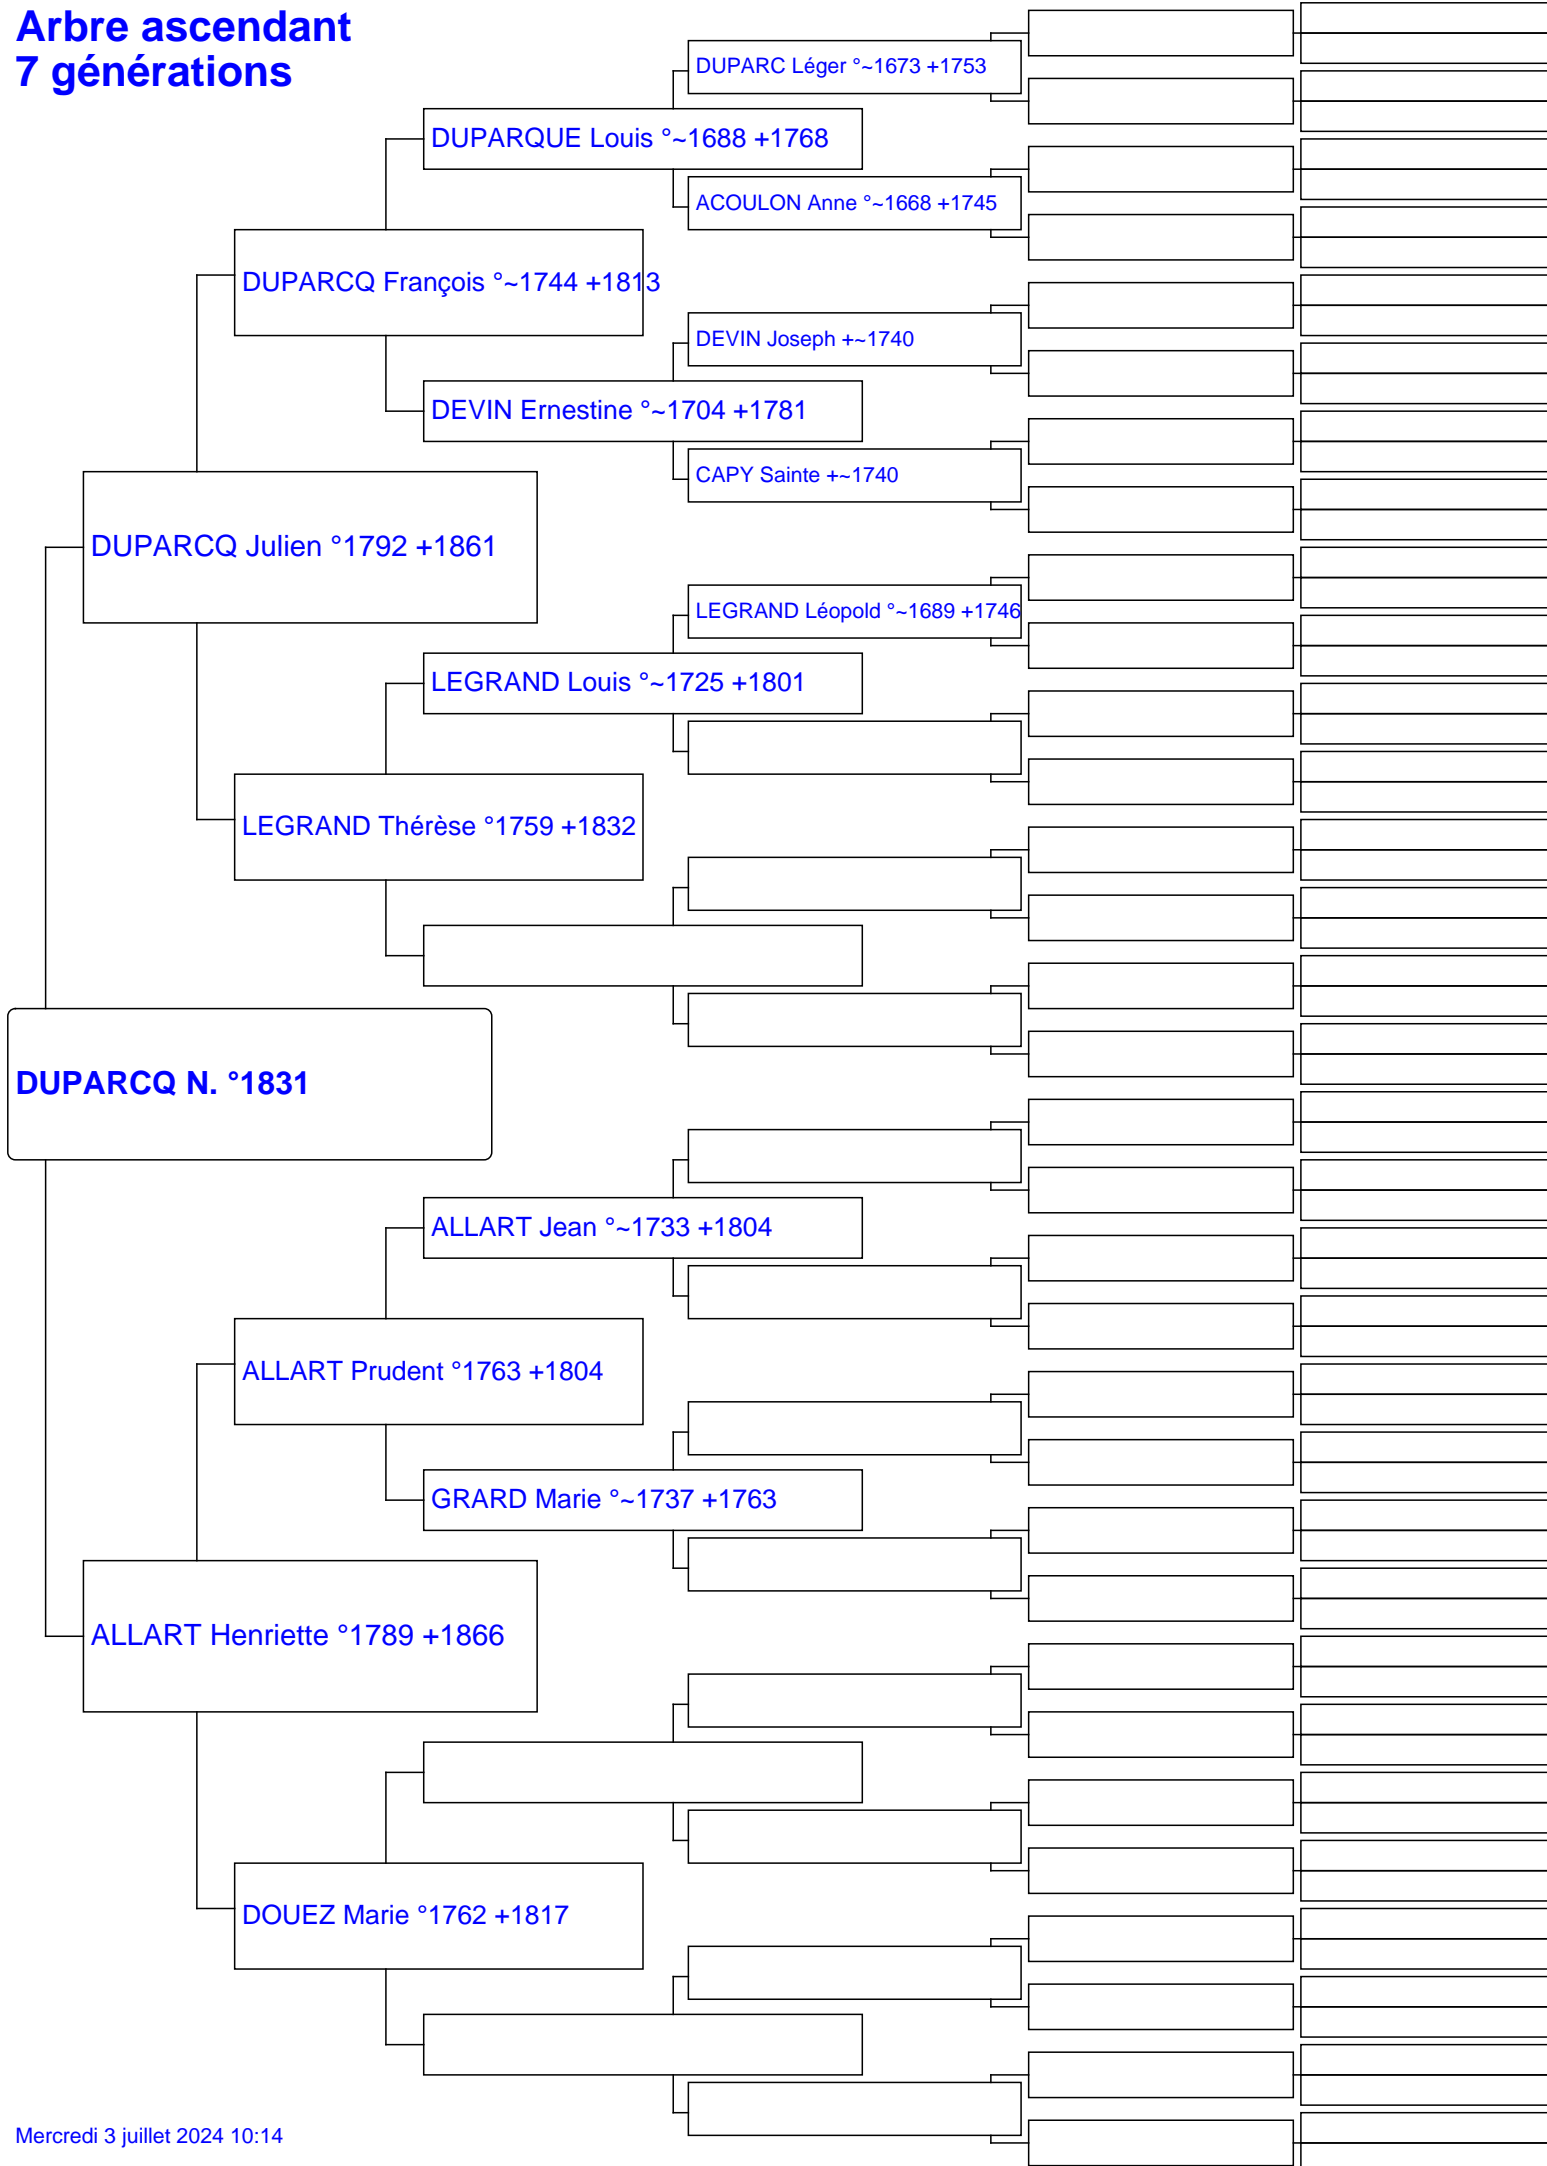 Arbre ascendant
7 générations
DUPARC Léger °~1673 +1753
DUPARQUE Louis °~1688 +1768
ACOULON Anne °~1668 +1745
DUPARCQ François °~1744 +1813
DEVIN Joseph +~1740
DEVIN Ernestine °~1704 +1781
CAPY Sainte +~1740
DUPARCQ Julien °1792 +1861
LEGRAND Léopold °~1689 +1746
LEGRAND Louis °~1725 +1801
LEGRAND Thérèse °1759 +1832
DUPARCQ N. °1831
ALLART Jean °~1733 +1804
ALLART Prudent °1763 +1804
GRARD Marie °~1737 +1763
ALLART Henriette °1789 +1866
DOUEZ Marie °1762 +1817
Mercredi 3 juillet 2024 10:14